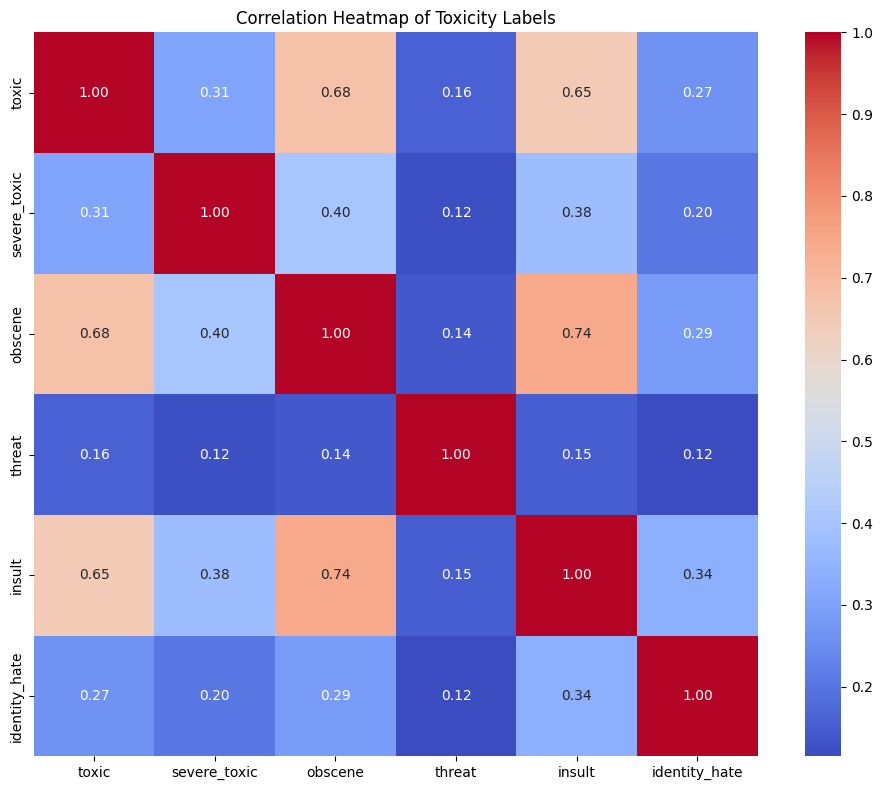 Correlation Heatmap of Toxicity Labels
toxic 1.00 0.31 0.68 0.16 0.65 0.27
severe_toxic 0.31 1.00 0.40 0.12 0.38 0.20
obscene 0.68 0.40 1.00 0.14 0.74 0.29
threat 0.16 0.12 0.14 1.00 0.15 0.12
insult 0.65 0.38 0.74 0.15 1.00 0.34
identity_hate 0.27 0.20 0.29 0.12 0.34 1.00
toxic severe_toxic obscene threat insult identity_hate
1.0
0.9
0.8
0.7
0.6
0.5
0.4
0.3
0.2